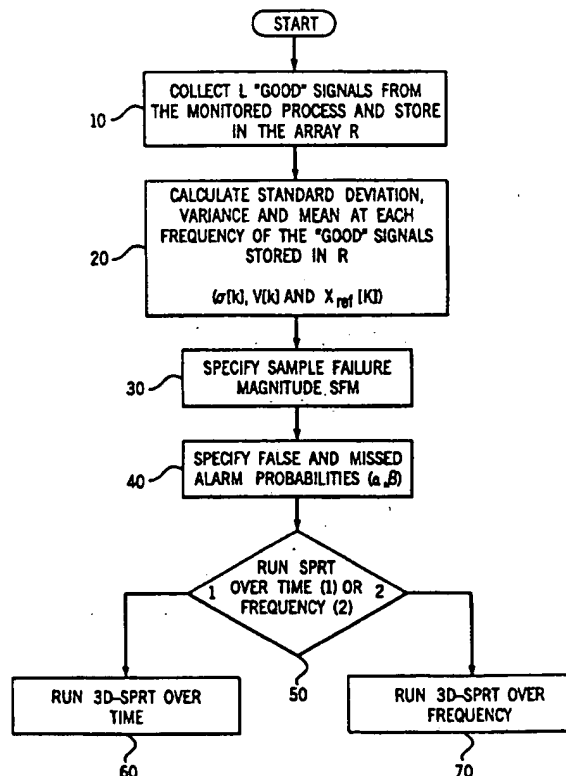 START
COLLECT L "GOOD" SIGNALS FROM
THE MONITORED PROCESS AND STORE
IN THE ARRAY R
10
CALCULATE STANDARD DEVIATION,
VARIANCE AND MEAN AT EACH
FREQUENCY OF THE "GOOD" SIGNALS
STORED IN R
(σ[k], V[k] AND Xref [K])
20
SPECIFY SAMPLE FAILURE
MAGNITUDE SFM
30
SPECIFY FALSE AND MISSED
ALARM PROBABILITIES (α,β)
40
RUN SPRT
1 OVER TIME (1) OR 2
FREQUENCY (2)
50
RUN 3D-SPRT OVER
TIME
60
RUN 3D-SPRT OVER
FREQUENCY
70